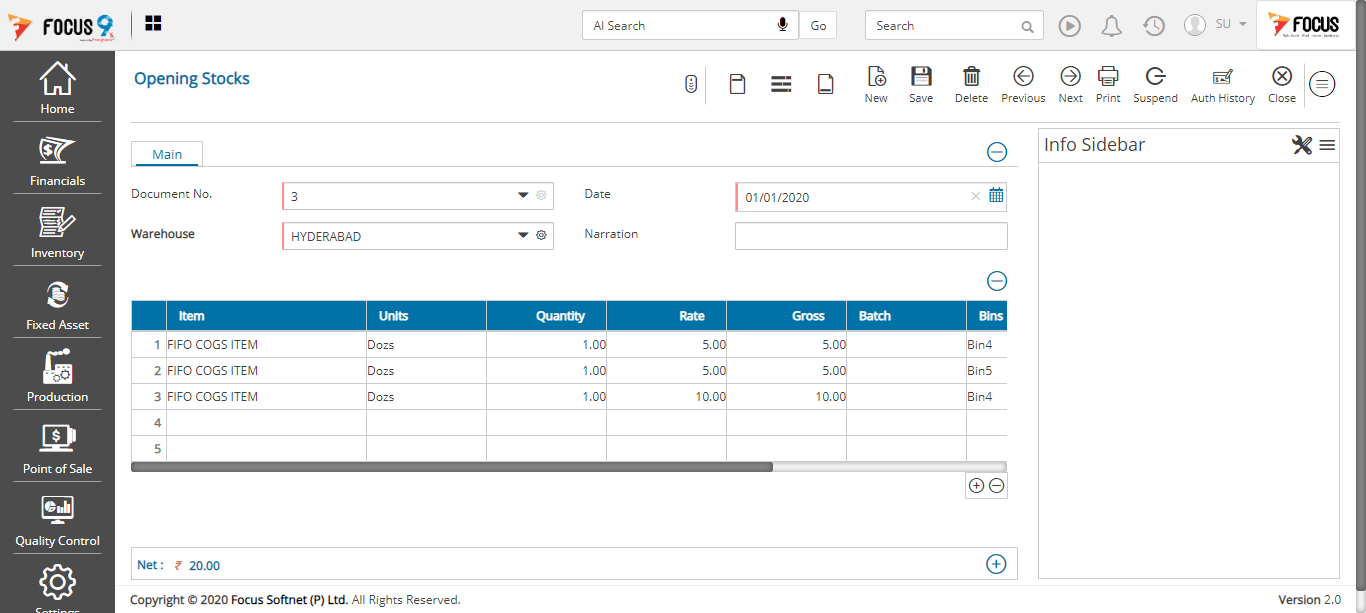 FOCUS 9
AI Search
Go
Search
SU
FOCUS
Home
Financials
Inventory
Fixed Asset
Production
Point of Sale
Quality Control
Settings
Opening Stocks
New Save Delete Previous Next Print Suspend Auth History Close
Main
Document No. 3 Date 01/01/2020
Warehouse HYDERABAD Narration
Item Units Quantity Rate Gross Batch Bins
1 FIFO COGS ITEM Dozs 1.00 5.00 5.00 Bin4
2 FIFO COGS ITEM Dozs 1.00 5.00 5.00 Bin5
3 FIFO COGS ITEM Dozs 1.00 10.00 10.00 Bin4
4
5
Net : ₹ 20.00
Info Sidebar
Copyright © 2020 Focus Softnet (P) Ltd. All Rights Reserved.
Version 2.0